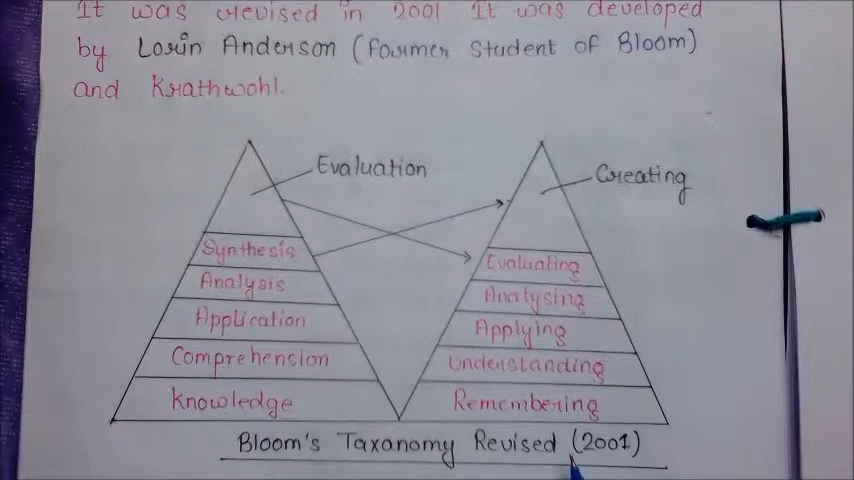 It was revised in 2001 It was developed
by Lorin Anderson (former student of Bloom)
and Krathwohl.
Evaluation
Synthesis
Analysis
Application
Comprehension
Knowledge
Creating
Evaluating
Analysing
Applying
Understanding
Remembering
Bloom's Taxanomy Revised (2001)